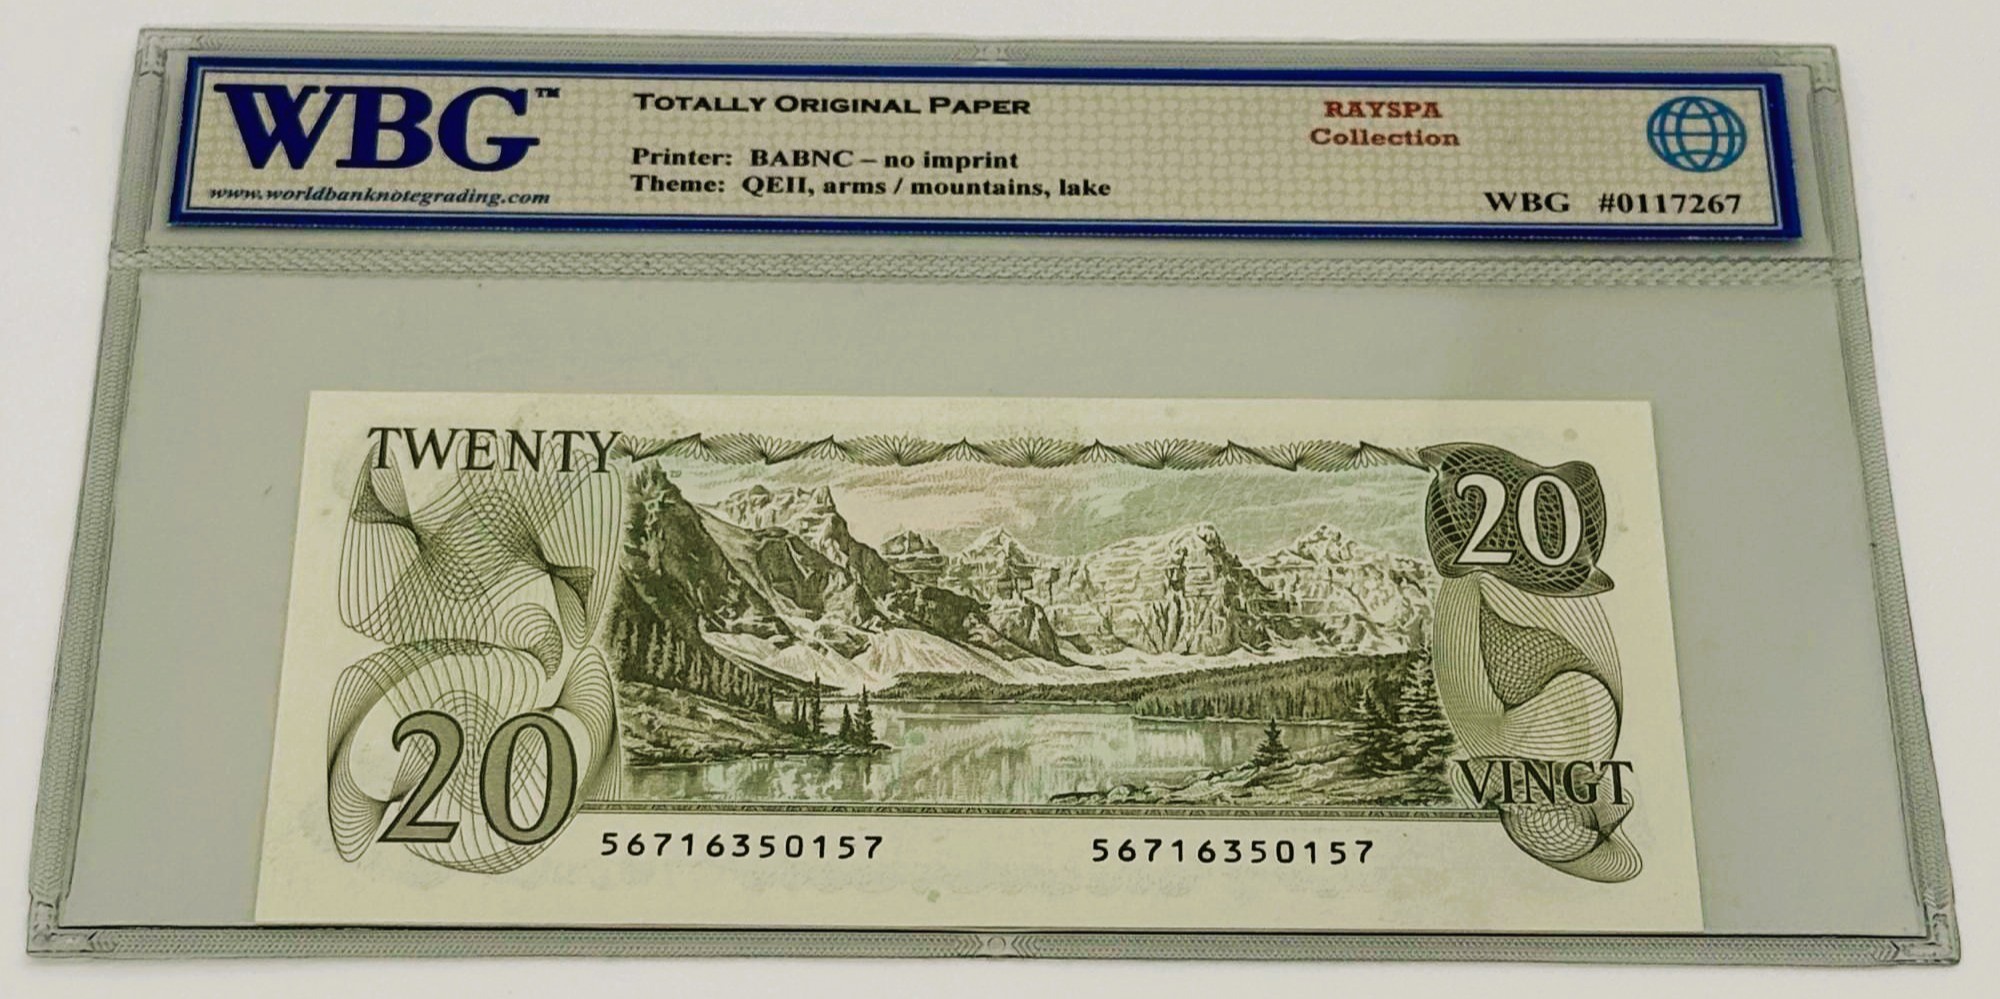 WBG™
www.worldbanknotegrading.com
TOTALLY ORIGINAL PAPER
Printer: BABNC – no imprint
Theme: QEII, arms / mountains, lake
RAYSPA
Collection
WBG #0117267
TWENTY
20
20
VINGT
56716350157 56716350157